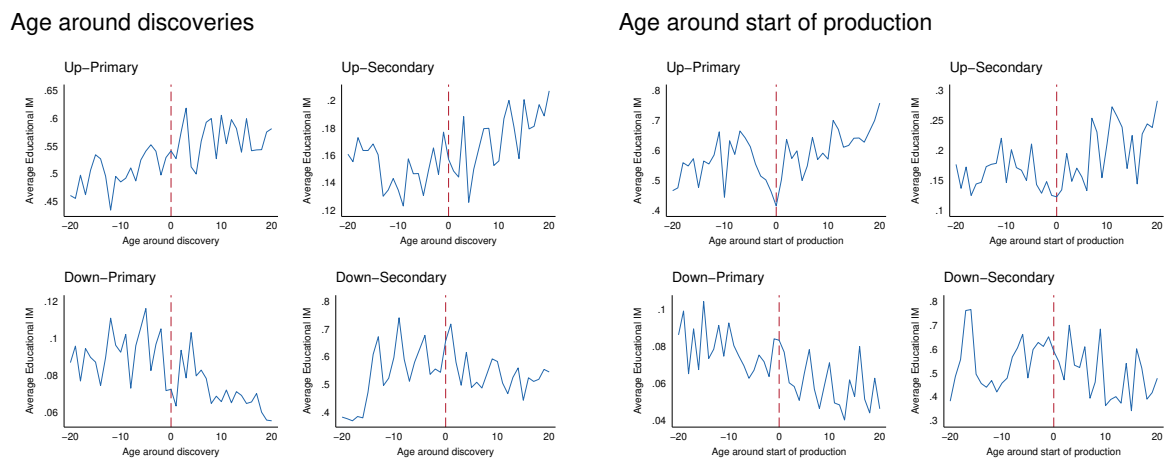 Age around discoveries
Up−Primary
Average Educational IM
.65
.6
.55
.5
.45
−20 −10 0 10 20
Age around discovery
Up−Secondary
Average Educational IM
.2
.18
.16
.14
.12
−20 −10 0 10 20
Age around discovery
Down−Primary
Average Educational IM
.12
.1
.08
.06
−20 −10 0 10 20
Age around discovery
Down−Secondary
Average Educational IM
.8
.7
.6
.5
.4
−20 −10 0 10 20
Age around discovery
Age around start of production
Up−Primary
Average Educational IM
.8
.7
.6
.5
.4
−20 −10 0 10 20
Age around start of production
Up−Secondary
Average Educational IM
.3
.25
.2
.15
.1
−20 −10 0 10 20
Age around start of production
Down−Primary
Average Educational IM
.1
.08
.06
.04
−20 −10 0 10 20
Age around start of production
Down−Secondary
Average Educational IM
.8
.7
.6
.5
.4
.3
−20 −10 0 10 20
Age around start of production